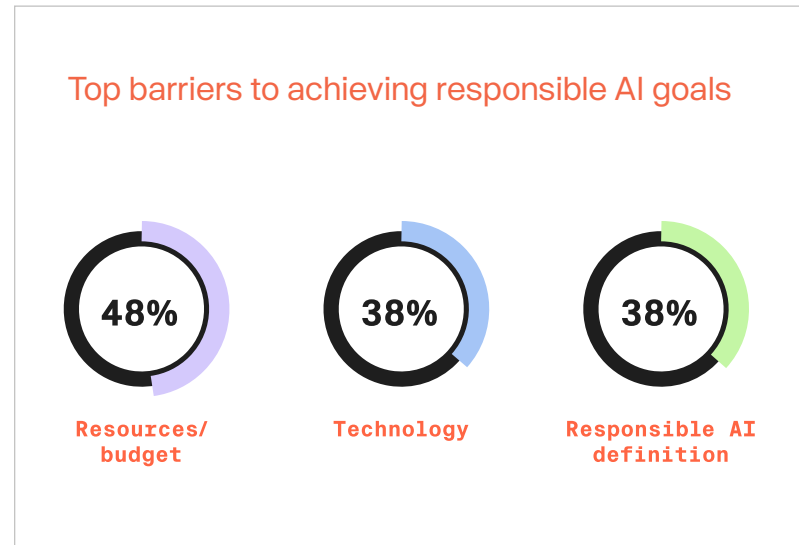 Top barriers to achieving responsible AI goals
48%
38%
38%
Resources/
budget
Technology
Responsible AI
definition